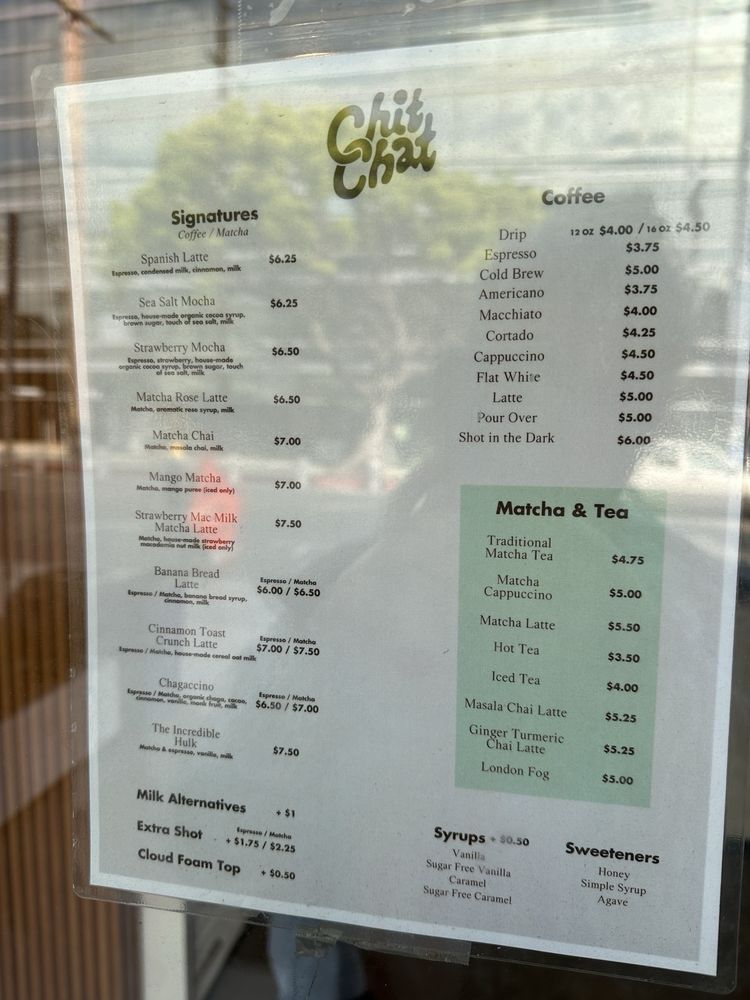 Chit
Chat
Signatures
Coffee / Matcha
Spanish Latte $6.25
Espresso, condensed milk, cinnamon, milk
Sea Salt Mocha $6.25
Espresso, house-made organic cocoa syrup,
brown sugar, touch of sea salt, milk
Strawberry Mocha $6.50
Espresso, strawberry, house-made
organic cocoa syrup, brown sugar, touch
of sea salt, milk
Matcha Rose Latte $6.50
Matcha, aromatic rose syrup, milk
Matcha Chai $7.00
Matcha, masala chai, milk
Mango Matcha $7.00
Matcha, mango puree (iced only)
Strawberry Mac Milk
Matcha Latte $7.50
Matcha, house-made strawberry
macadamia nut milk (iced only)
Banana Bread
Latte
Espresso / Matcha
$6.00 / $6.50
Espresso / Matcha, banana bread syrup,
cinnamon, milk
Cinnamon Toast
Crunch Latte
Espresso / Matcha
$7.00 / $7.50
Espresso / Matcha, house-made cereal oat milk
Chagaccino
Espresso / Matcha
$6.50 / $7.00
Espresso / Matcha, organic chaga, cacao,
cinnamon, vanilla, monk fruit, milk
The Incredible
Hulk $7.50
Matcha & espresso, vanilla, milk
Milk Alternatives + $1
Extra Shot
Espresso / Matcha
+ $1.75 / $2.25
Cloud Foam Top + $0.50
Coffee
Drip 12 oz $4.00 / 16 oz $4.50
Espresso $3.75
Cold Brew $5.00
Americano $3.75
Macchiato $4.00
Cortado $4.25
Cappuccino $4.50
Flat White $4.50
Latte $5.00
Pour Over $5.00
Shot in the Dark $6.00
Matcha & Tea
Traditional
Matcha Tea $4.75
Matcha
Cappuccino $5.00
Matcha Latte $5.50
Hot Tea $3.50
Iced Tea $4.00
Masala Chai Latte $5.25
Ginger Turmeric
Chai Latte $5.25
London Fog $5.00
Syrups + $0.50
Vanilla
Sugar Free Vanilla
Caramel
Sugar Free Caramel
Sweeteners
Honey
Simple Syrup
Agave